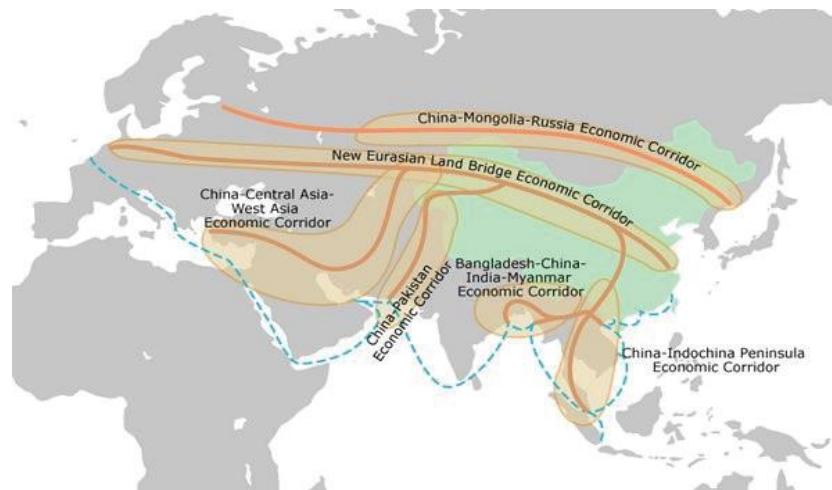 China-Mongolia-Russia Economic Corridor
New Eurasian Land Bridge Economic Corridor
China-Central Asia-
West Asia
Economic Corridor
China-Pakistan
Economic Corridor
Bangladesh-China-
India-Myanmar
Economic Corridor
China-Indochina Peninsula
Economic Corridor